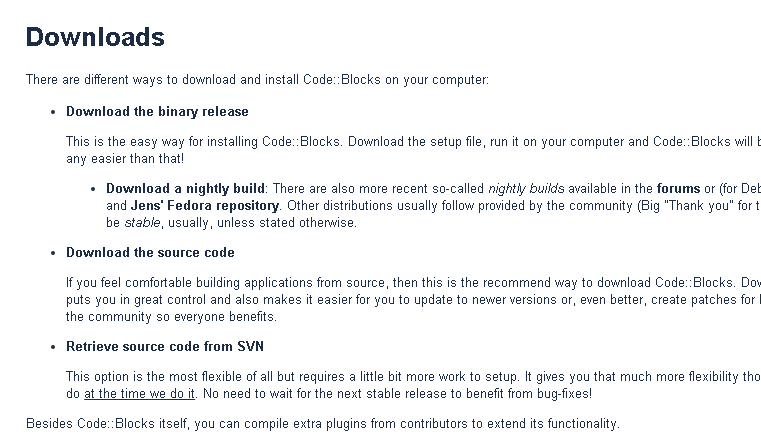 Downloads
There are different ways to download and install Code::Blocks on your computer:
• Download the binary release
This is the easy way for installing Code::Blocks. Download the setup file, run it on your computer and Code::Blocks will
any easier than that!
• Download a nightly build: There are also more recent so-called nightly builds available in the forums or (for
and Jens' Fedora repository. Other distributions usually follow provided by the community (Big "Thank you" for
be stable, usually, unless stated otherwise.
• Download the source code
If you feel comfortable building applications from source, then this is the recommend way to download Code::Blocks.
puts you in great control and also makes it easier for you to update to newer versions or, even better, create patches for
the community so everyone benefits.
• Retrieve source code from SVN
This option is the most flexible of all but requires a little bit more work to setup. It gives you that much more flexibility
do at the time we do it. No need to wait for the next stable release to benefit from bug-fixes!
Besides Code::Blocks itself, you can compile extra plugins from contributors to extend its functionality.